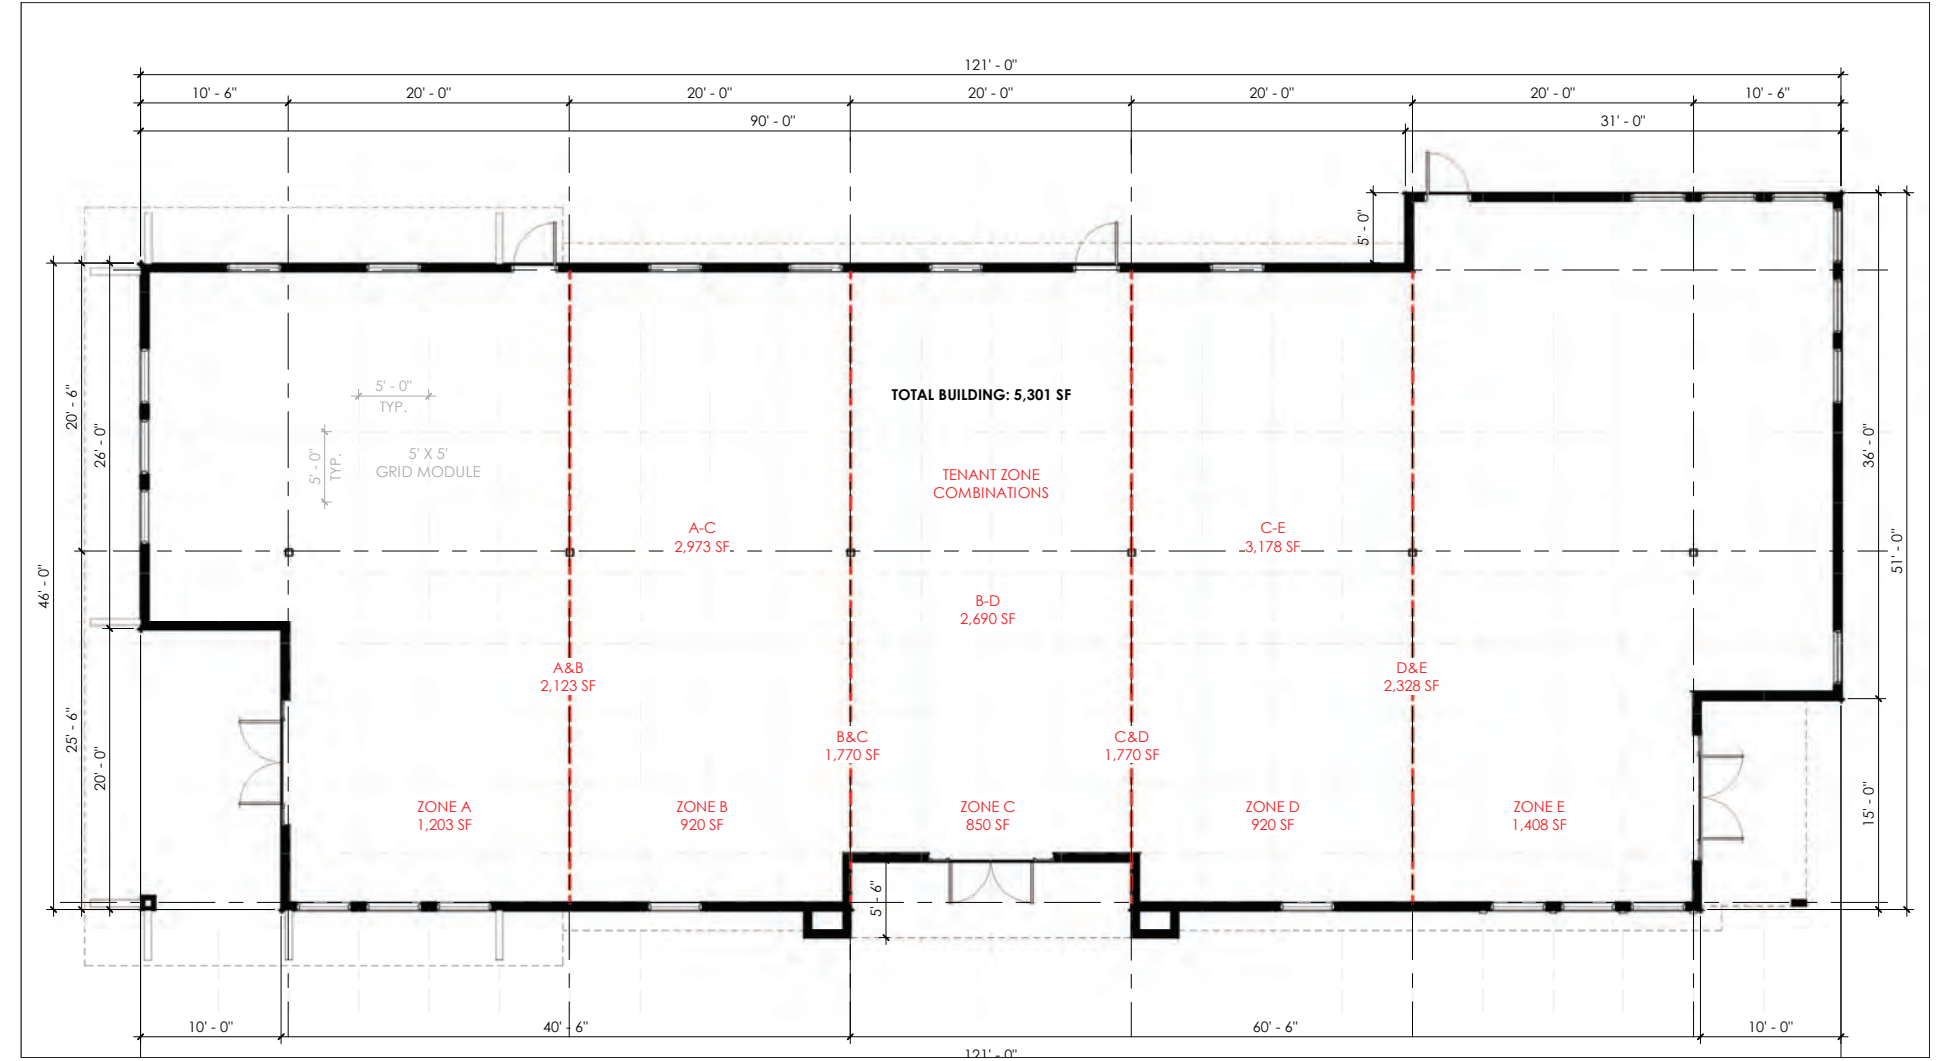 121' - 0"
10' - 6"
20' - 0"
20' - 0"
20' - 0"
20' - 0"
20' - 0"
10' - 6"
90' - 0"
31' - 0"
5' - 0"
5' - 0"
TYP.
5' - 0"
TYP.
5' X 5'
GRID MODULE
TOTAL BUILDING: 5,301 SF
TENANT ZONE
COMBINATIONS
20' - 6"
26' - 0"
46' - 0"
25' - 6"
20' - 0"
36' - 0"
51' - 0"
15' - 0"
A-C
2,973 SF
C-E
3,178 SF
B-D
2,690 SF
A&B
2,123 SF
D&E
2,328 SF
B&C
1,770 SF
C&D
1,770 SF
ZONE A
1,203 SF
ZONE B
920 SF
ZONE C
850 SF
ZONE D
920 SF
ZONE E
1,408 SF
5' - 6"
10' - 0"
40' - 6"
60' - 6"
10' - 0"
121' - 0"